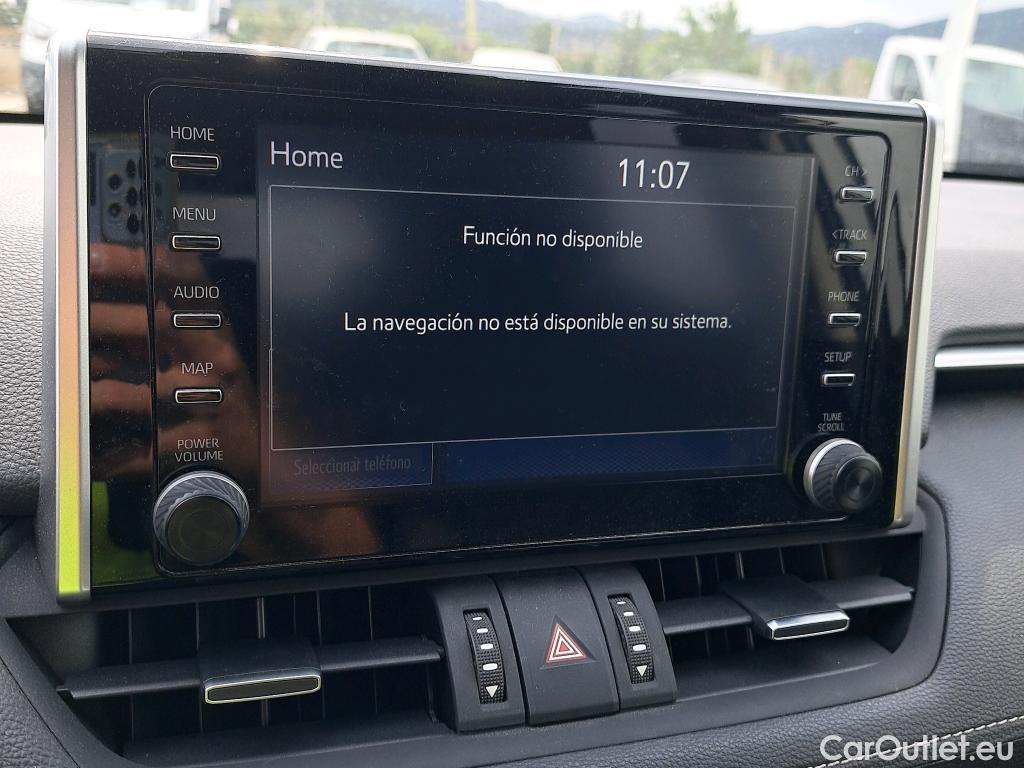 HOME
Home
11:07
CH >
MENU
Función no disponible
<TRACK
AUDIO
La navegación no está disponible en su sistema.
PHONE
MAP
SETUP
POWER
VOLUME
TUNE
SCROLL
Seleccionar teléfono
CarOutlet.eu